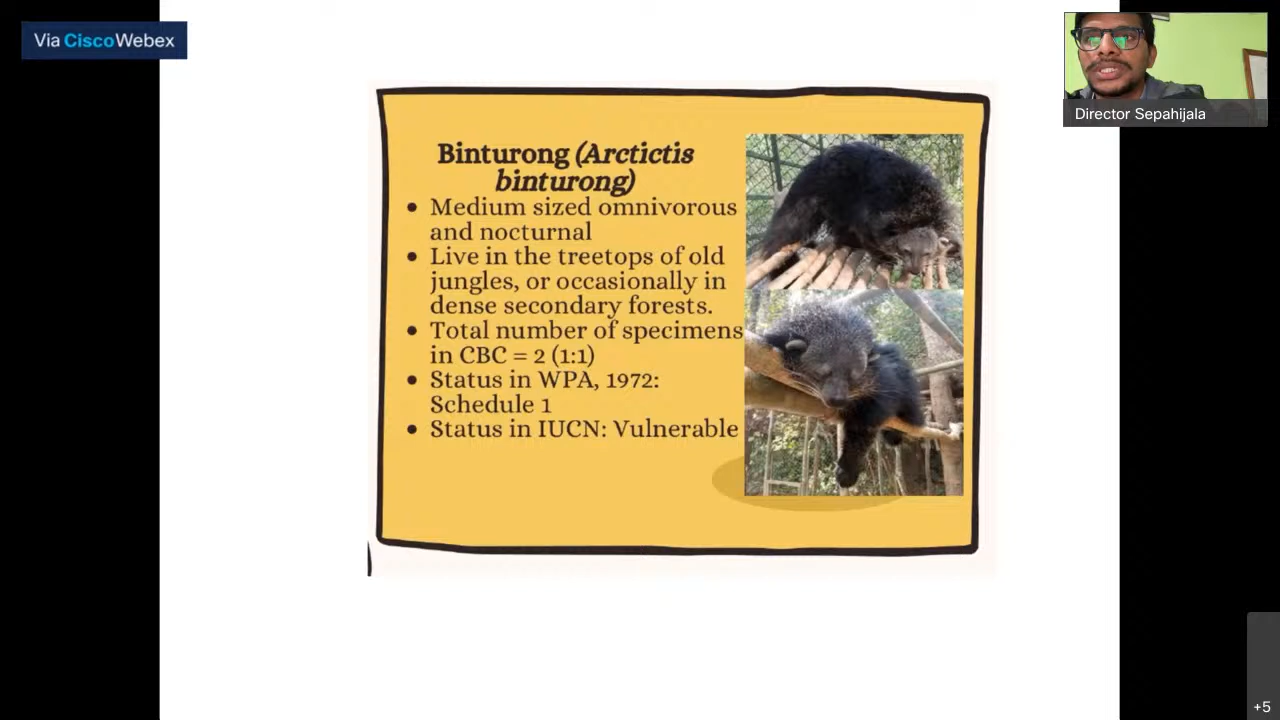 Via Cisco Webex
Director Sepahijala
Binturong (Arctictis
binturong)
• Medium sized omnivorous
and nocturnal
• Live in the treetops of old
jungles, or occasionally in
dense secondary forests.
• Total number of specimens
in CBC = 2 (1:1)
• Status in WPA, 1972:
Schedule 1
• Status in IUCN: Vulnerable
+5